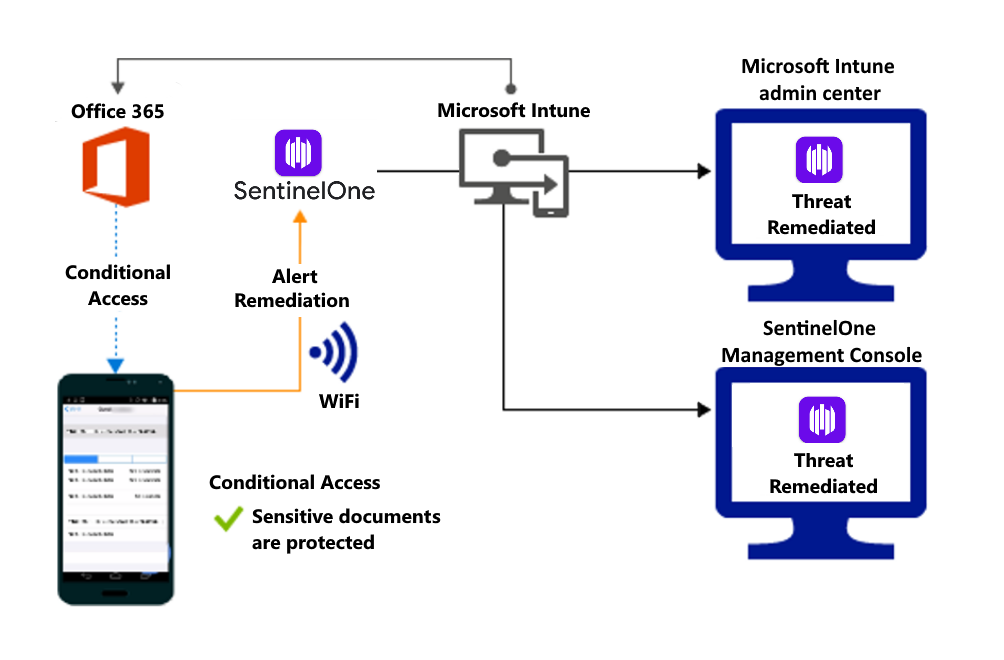 Microsoft Intune
admin center
Office 365
Microsoft Intune
SentinelOne
Threat
Remediated
Conditional
Access
Alert
Remediation
WiFi
SentinelOne
Management Console
Threat
Remediated
Conditional Access
Sensitive documents
are protected